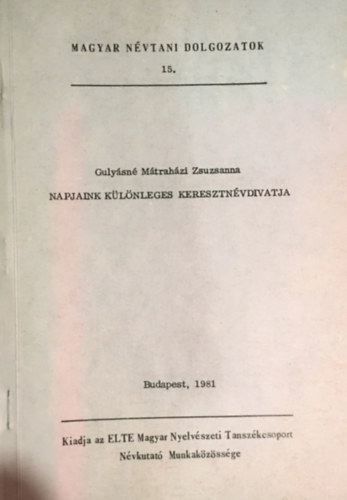 MAGYAR NÉVTANI DOLGOZATOK
15.
Gulyásné Mátraházi Zsuzsanna
NAPJAINK KÜLÖNLEGES KERESZTNÉVDIVATJA
Budapest, 1981
Kiadja az ELTE Magyar Nyelvészeti Tanszékcsoport
Névkutató Munkaközössége